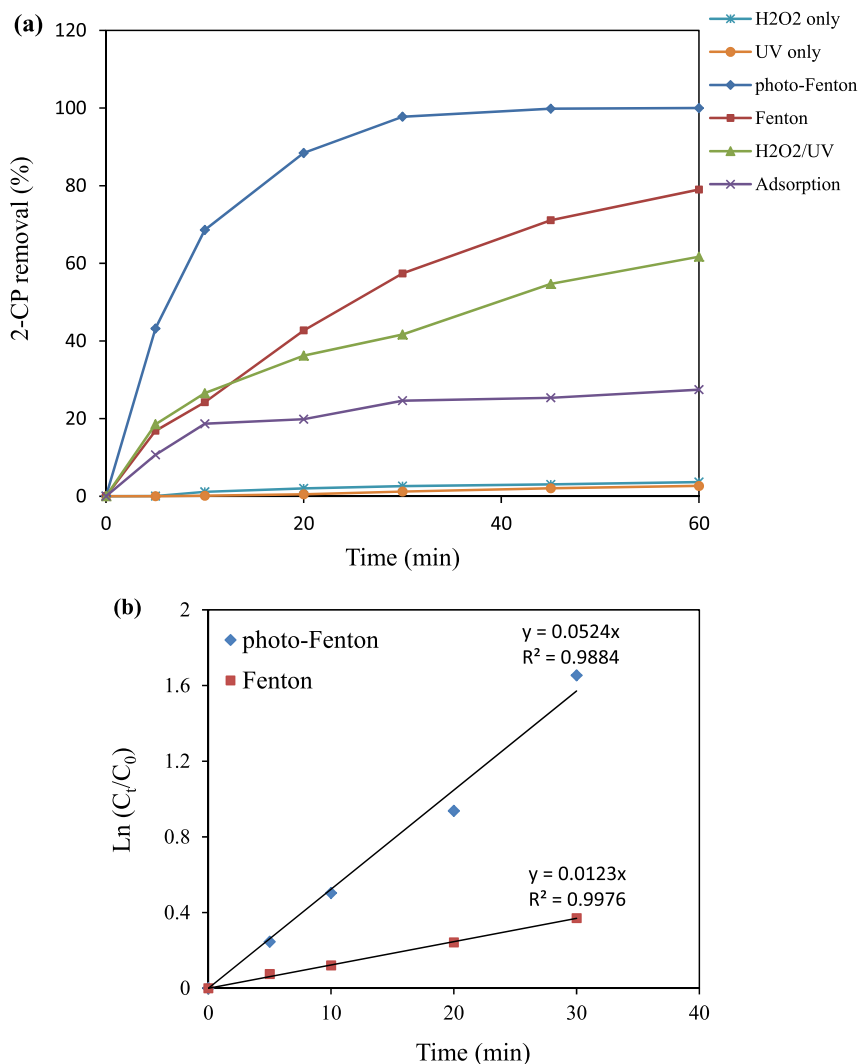 (a)
120
100
80
60
40
20
0
0
20
40
60
2-CP removal (%)
Time (min)
H2O2 only
UV only
photo-Fenton
Fenton
H2O2/UV
Adsorption
(b)
2
1.6
1.2
0.8
0.4
0
0
10
20
30
40
Ln (Ct/C0)
Time (min)
photo-Fenton
Fenton
y = 0.0524x
R² = 0.9884
y = 0.0123x
R² = 0.9976